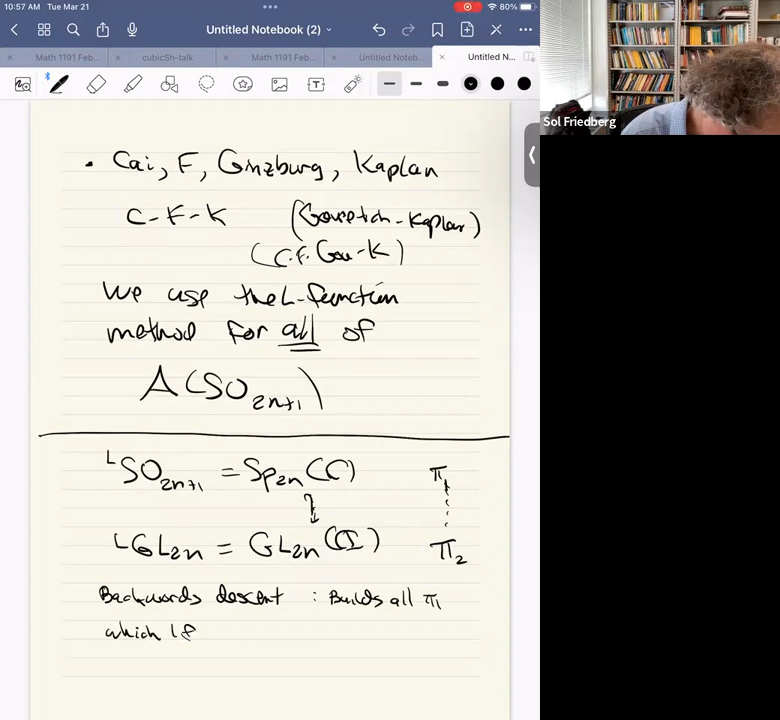 10:57 AM Tue Mar 21
80%
Untitled Notebook (2)
Math 1191 Feb...
cubicSh-talk
Math 1191 Feb...
Untitled Noteb...
Untitled N...
Sol Friedberg
• Cai, F, Ginzburg, Kaplan
C-F-K (Gourevitch-Kaplan)
(C.F. Gou-K)
We use the L-function
method for all of
A(SO₂ₙ₊₁)
ᴸSO₂ₙ₊₁ = Sp₂ₙ(ℂ) π₁
ᴸGL₂ₙ = GL₂ₙ(ℂ) π₂
Backwards descent : Builds all π₁
which